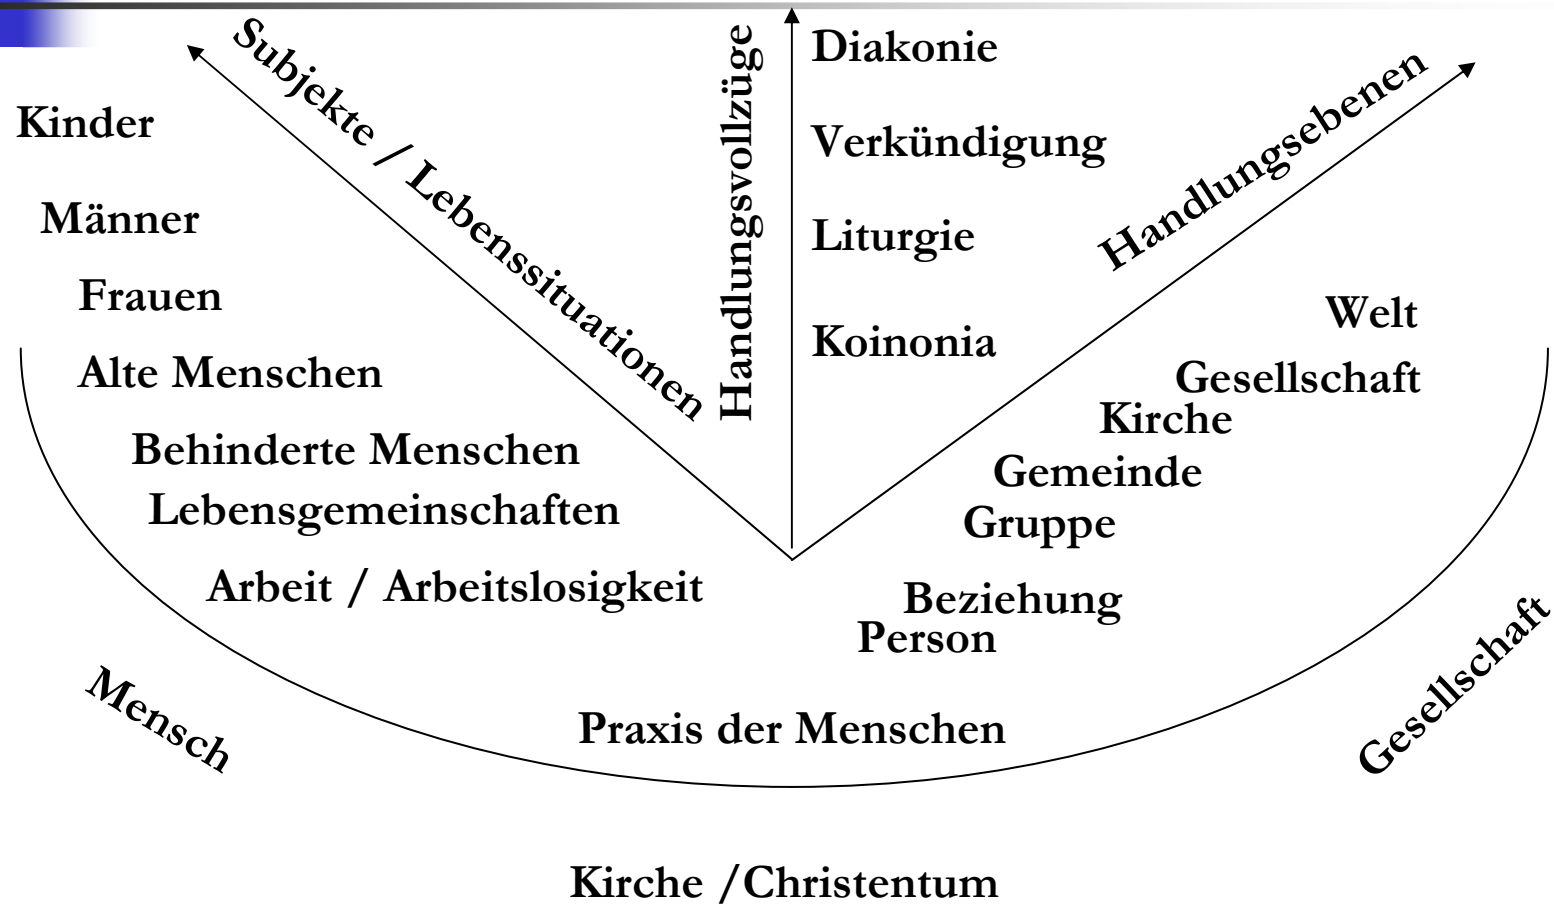 Subjekte / Lebenssituationen
Kinder
Männer
Frauen
Alte Menschen
Behinderte Menschen
Lebensgemeinschaften
Arbeit / Arbeitslosigkeit
Handlungsvollzüge
Diakonie
Verkündigung
Liturgie
Koinonia
Handlungsebenen
Welt
Gesellschaft
Kirche
Gemeinde
Gruppe
Beziehung
Person
Praxis der Menschen
Mensch
Gesellschaft
Kirche /Christentum